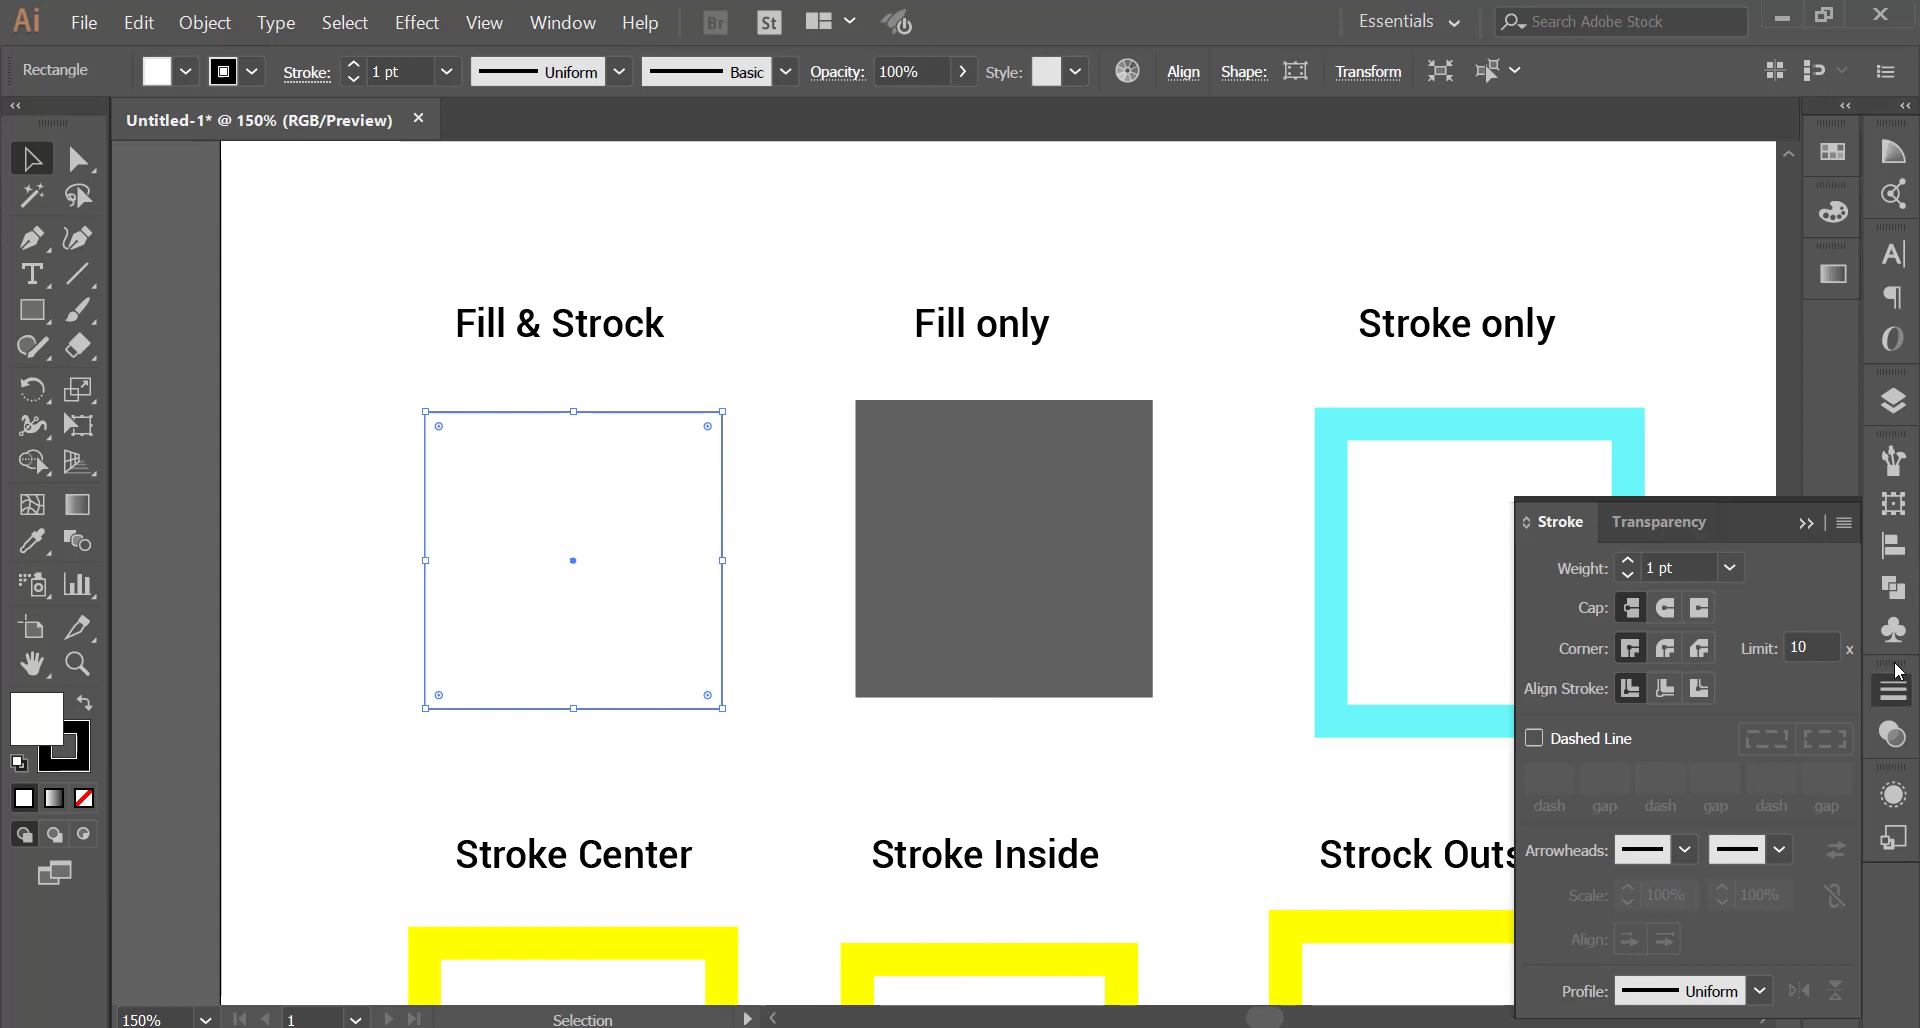 Ai File Edit Object Type Select Effect View Window Help Br St Essentials Search Adobe Stock
Rectangle Stroke: 1 pt Uniform Basic Opacity: 100% Style: Align Shape: Transform
Untitled-1* @ 150% (RGB/Preview)
Fill & Strock Fill only Stroke only
Stroke Transparency
Weight: 1 pt
Cap:
Corner: Limit: 10 x
Align Stroke:
Dashed Line
dash gap dash gap dash gap
Stroke Center Stroke Inside Strock Outs
Arrowheads:
Scale: 100% 100%
Align:
Profile: Uniform
150% 1 Selection